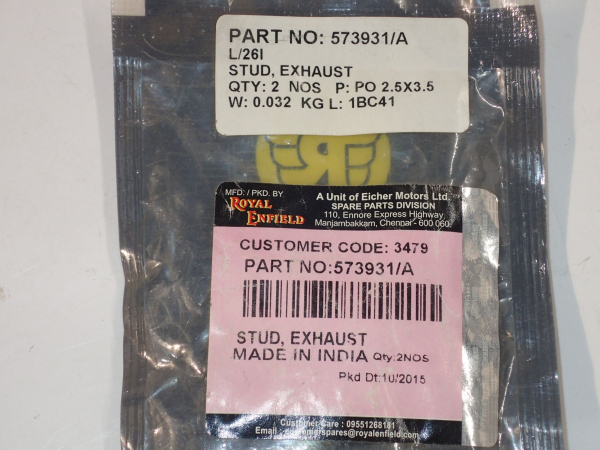 PART NO: 573931/A
L/26I
STUD, EXHAUST
QTY: 2 NOS P: PO 2.5X3.5
W: 0.032 KG L: 1BC41
MFD. / PKD. BY
ROYAL ENFIELD
A Unit of Eicher Motors Ltd.
SPARE PARTS DIVISION
110, Ennore Express Highway,
Manjambakkam, Chennai - 600 060.
CUSTOMER CODE: 3479
PART NO:573931/A
STUD, EXHAUST
MADE IN INDIA Qty:2NOS
Pkd Dt:10/2015
Customer Care : 09551268181
Email :